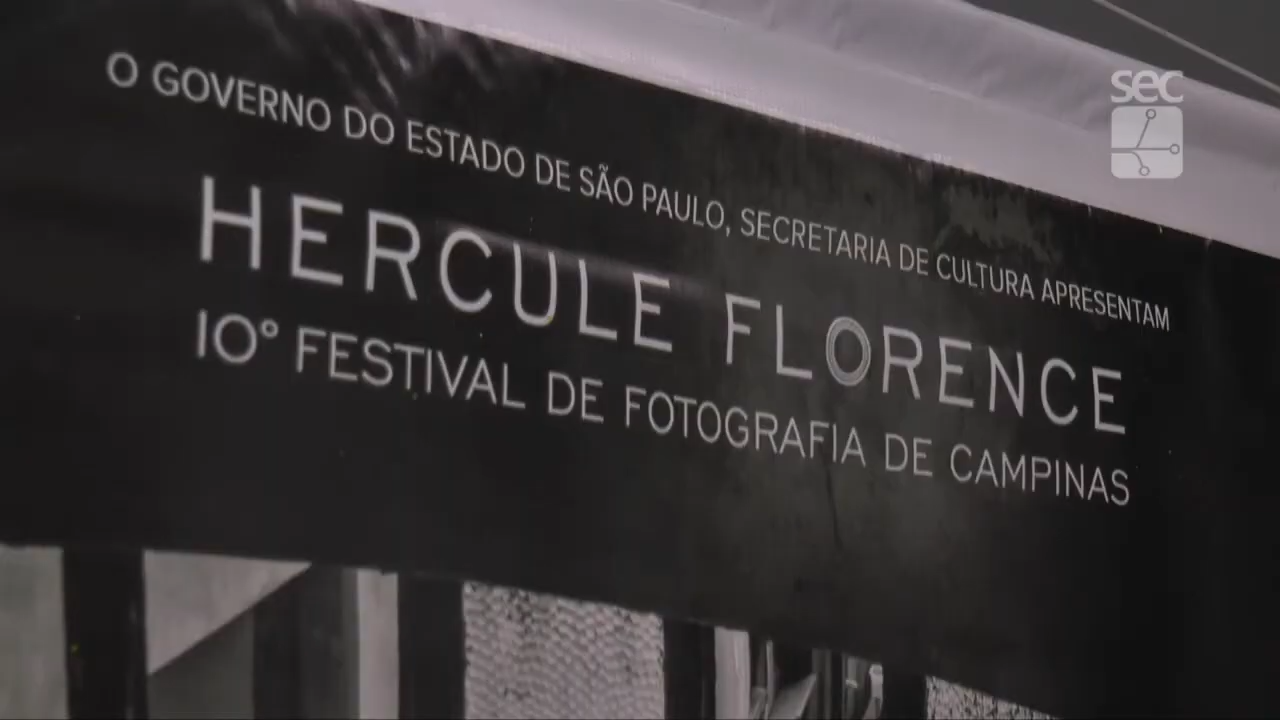 O GOVERNO DO ESTADO DE SÃO PAULO, SECRETARIA DE CULTURA APRESENTAM
HERCULE FLORENCE
10° FESTIVAL DE FOTOGRAFIA DE CAMPINAS
sec